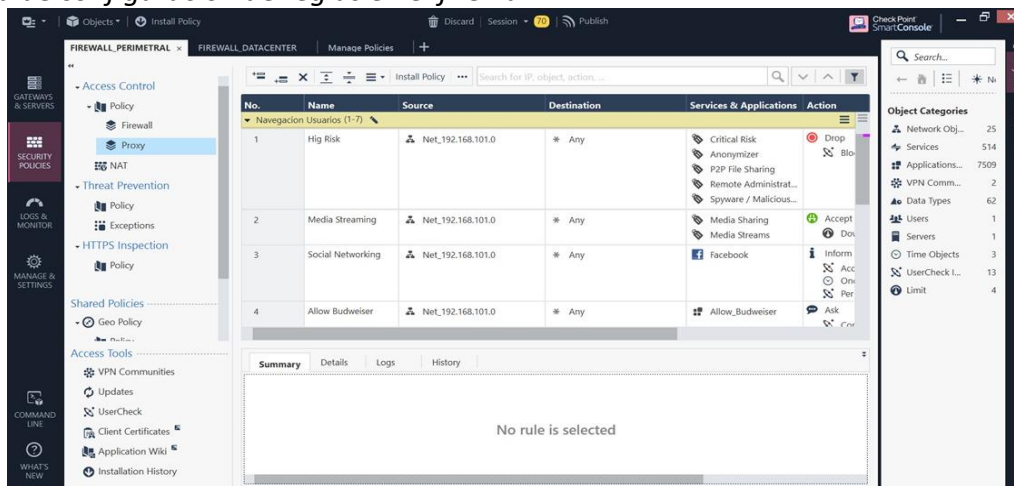 Objects
Install Policy
Discard
Session
70
Publish
Check Point
SmartConsole
FIREWALL_PERIMETRAL
FIREWALL_DATACENTER
Manage Policies
GATEWAYS
& SERVERS
SECURITY
POLICIES
LOGS &
MONITOR
MANAGE &
SETTINGS
COMMAND
LINE
WHAT'S
NEW
Access Control
Policy
Firewall
Proxy
NAT
Threat Prevention
Policy
Exceptions
HTTPS Inspection
Policy
Shared Policies
Geo Policy
Access Tools
VPN Communities
Updates
UserCheck
Client Certificates
Application Wiki
Installation History
Install Policy
Search for IP, object, action, ...
No. Name Source Destination Services & Applications Action
Navegacion Usuarios (1-7)
1 Hig Risk Net_192.168.101.0 Any Critical Risk Drop
Anonymizer Blo
P2P File Sharing
Remote Administrat...
Spyware / Malicious...
2 Media Streaming Net_192.168.101.0 Any Media Sharing Accept
Media Streams Do
3 Social Networking Net_192.168.101.0 Any Facebook Inform
Acc
On
Per
4 Allow Budweiser Net_192.168.101.0 Any Allow_Budweiser Ask
Summary Details Logs History
No rule is selected
Search...
Object Categories
Network Obj... 25
Services 514
Applications... 7509
VPN Comm... 2
Data Types 62
Users 1
Servers 1
Time Objects 3
UserCheck I... 13
Limit 4